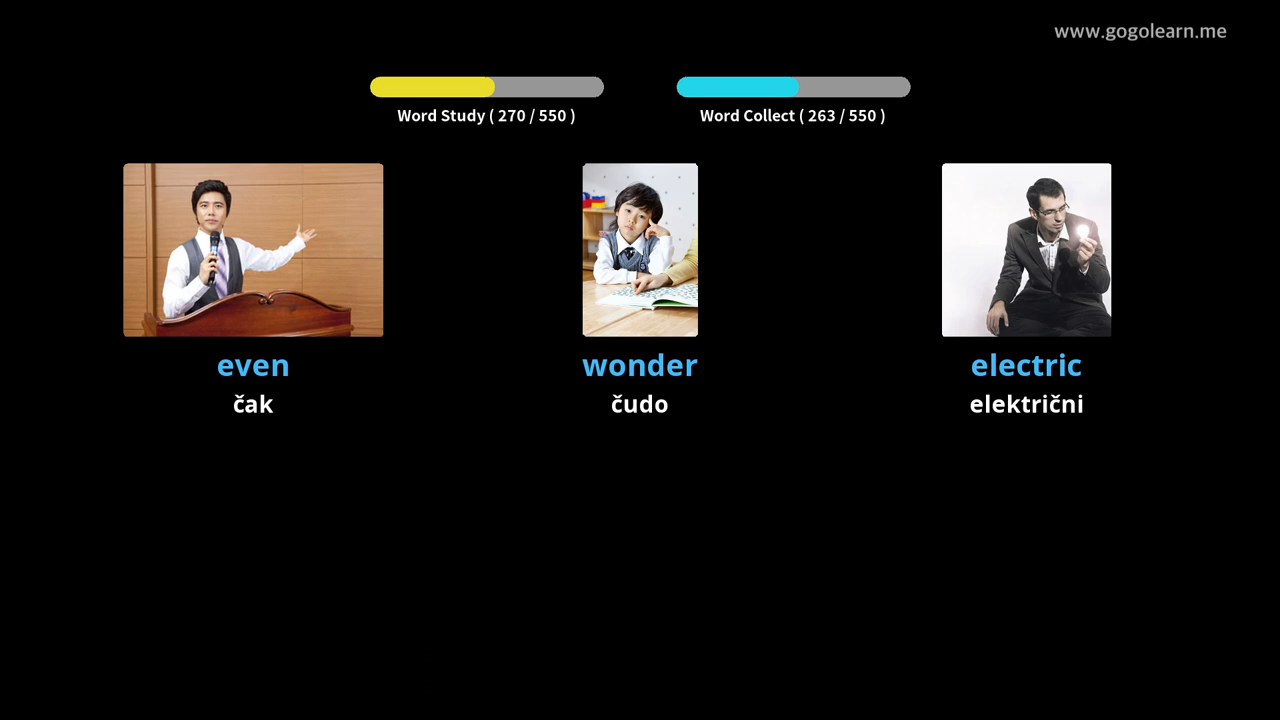 www.gogolearn.me
Word Study ( 270 / 550 )
Word Collect ( 263 / 550 )
even
wonder
electric
čak
čudo
električni